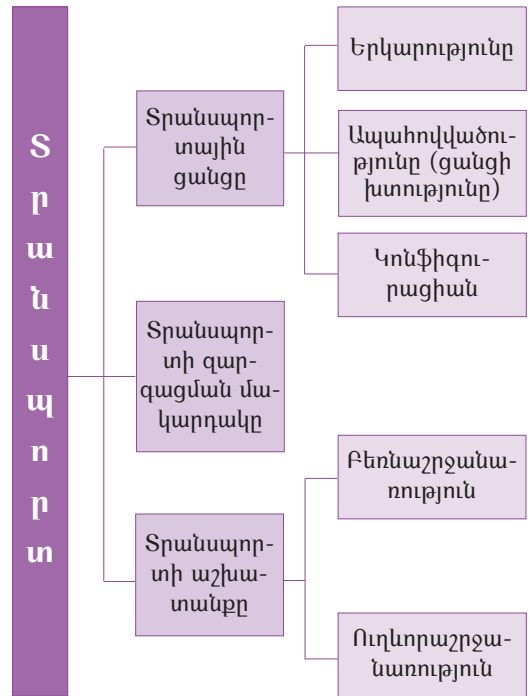 Տրանսպորտ
Տրանսպոր-
տային
ցանցը
Երկարությունը
Ապահովվածու-
թյունը (ցանցի
խտությունը)
Կոնֆիգու-
րացիան
Տրանսպոր-
տի զար-
գացման մա-
կարդակը
Տրանսպոր-
տի աշխա-
տանքը
Բեռնաշրջանա-
ռություն
Ուղևորաշրջա-
նառություն